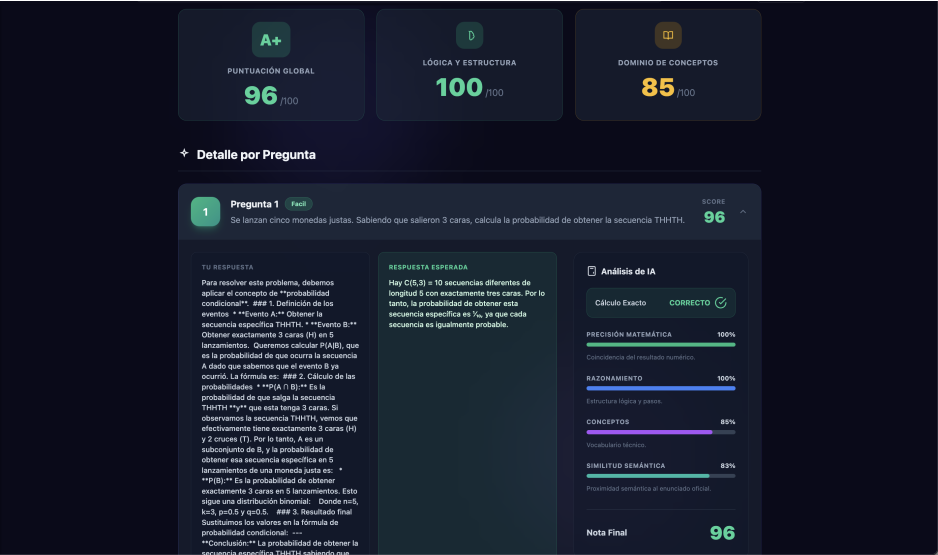 A+
PUNTUACIÓN GLOBAL
96 /100
LÓGICA Y ESTRUCTURA
100 /100
DOMINIO DE CONCEPTOS
85 /100
Detalle por Pregunta
1
Pregunta 1 Facil
Se lanzan cinco monedas justas. Sabiendo que salieron 3 caras, calcula la probabilidad de obtener la secuencia THHTH.
SCORE
96
TU RESPUESTA
Para resolver este problema, debemos
aplicar el concepto de **probabilidad
condicional**. ### 1. Definición de los
eventos * **Evento A:** Obtener la
secuencia específica THHTH. * **Evento B:**
Obtener exactamente 3 caras (H) en 5
lanzamientos. Queremos calcular P(A|B), que
es la probabilidad de que ocurra la secuencia
A dado que sabemos que el evento B ya
ocurrió. La fórmula es: ### 2. Cálculo de las
probabilidades * **P(A ∩ B):** Es la
probabilidad de que salga la secuencia
THHTH **y** que esta tenga 3 caras. Si
observamos la secuencia THHTH, vemos que
efectivamente tiene exactamente 3 caras (H)
y 2 cruces (T). Por lo tanto, A es un
subconjunto de B, y la probabilidad de
obtener esa secuencia específica en 5
lanzamientos de una moneda justa es: *
**P(B):** Es la probabilidad de obtener
exactamente 3 caras en 5 lanzamientos. Esto
sigue una distribución binomial: Donde n=5,
k=3, p=0.5 y q=0.5. ### 3. Resultado final
Sustituimos los valores en la fórmula de
probabilidad condicional: ---
**Conclusión:** La probabilidad de obtener la
secuencia específica THHTH sabiendo que
RESPUESTA ESPERADA
Hay C(5,3) = 10 secuencias diferentes de
longitud 5 con exactamente tres caras. Por lo
tanto, la probabilidad de obtener esta
secuencia específica es ⅒, ya que cada
secuencia es igualmente probable.
Análisis de IA
Cálculo Exacto CORRECTO
PRECISIÓN MATEMÁTICA 100%
Coincidencia del resultado numérico.
RAZONAMIENTO 100%
Estructura lógica y pasos.
CONCEPTOS 85%
Vocabulario técnico.
SIMILITUD SEMÁNTICA 83%
Proximidad semántica al enunciado oficial.
Nota Final 96